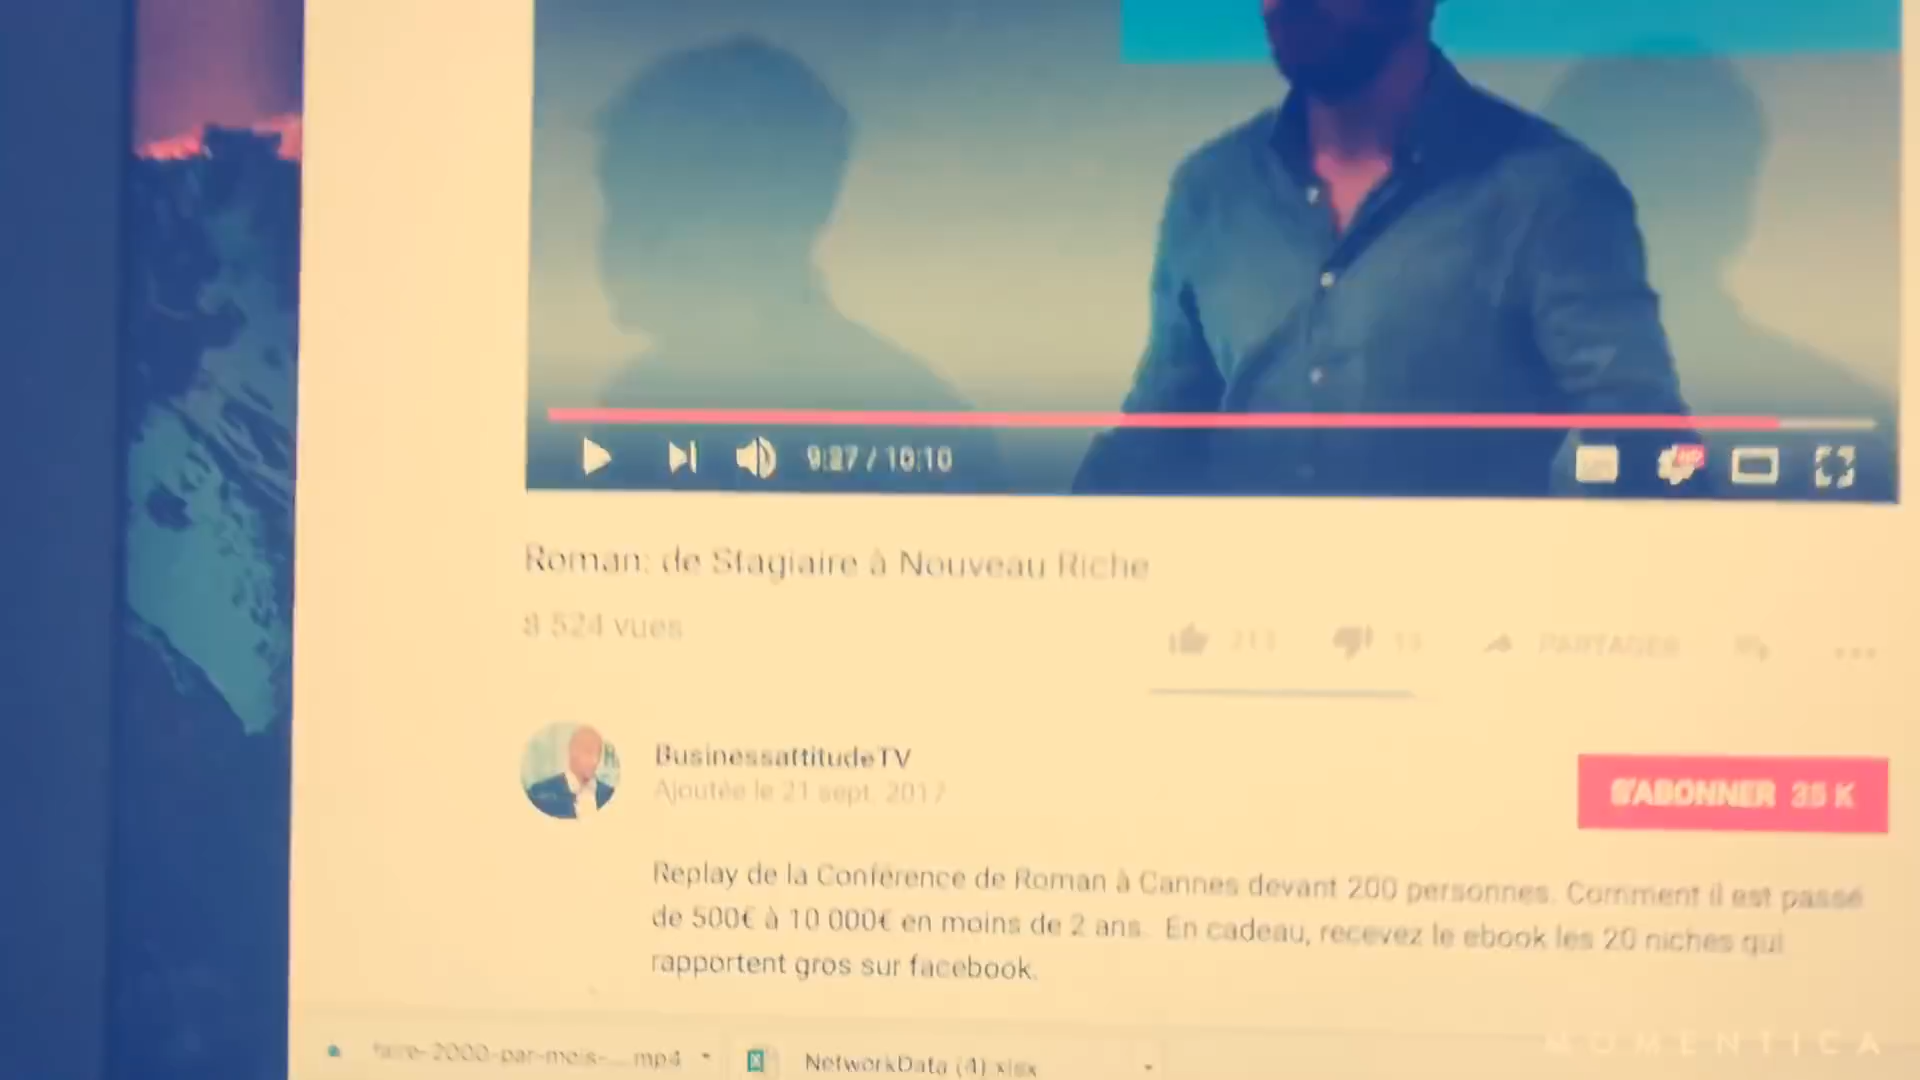 9:27 / 10:10
Roman: de Stagiaire à Nouveau Riche
8 524 vues
213
PARTAGER
BusinessattitudeTV
Ajoutée le 21 sept. 2017
S'ABONNER 35 K
Replay de la Conférence de Roman à Cannes devant 200 personnes. Comment il est passé
de 500€ à 10 000€ en moins de 2 ans. En cadeau, recevez le ebook les 20 niches qui
rapportent gros sur facebook.
faire-2000-par-mois-....mp4
NetworkData (4).xlsx
MOMENTICA